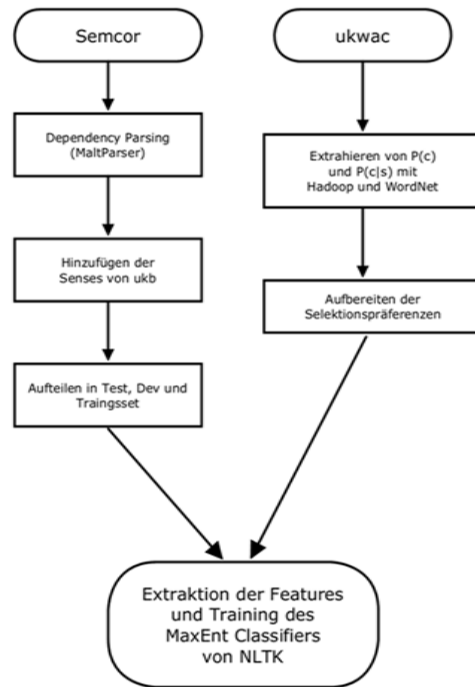 Semcor
Dependency Parsing
(MaltParser)
Hinzufügen der
Senses von ukb
Aufteilen in Test, Dev und
Traingsset
ukwac
Extrahieren von P(c)
und P(c|s) mit
Hadoop und WordNet
Aufbereiten der
Selektionspräferenzen
Extraktion der Features
und Training des
MaxEnt Classifiers
von NLTK